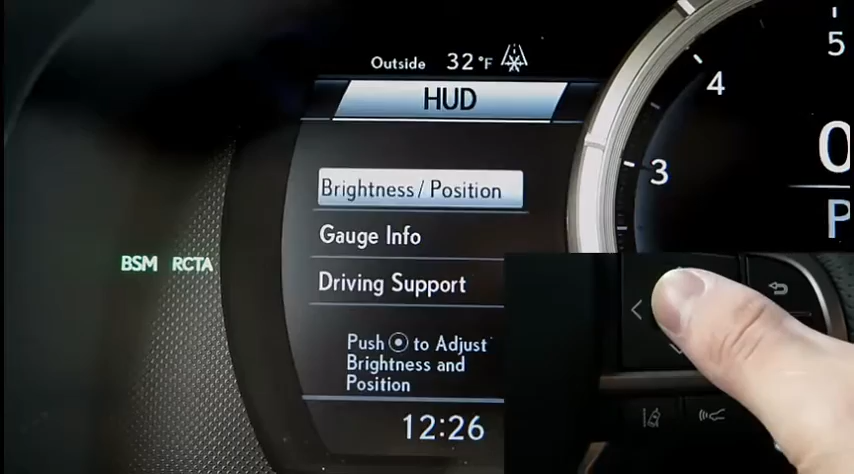 Outside 32°F
HUD
Brightness / Position
Gauge Info
Driving Support
Push to Adjust
Brightness and
Position
12:26
BSM RCTA
5
4
3
0
P